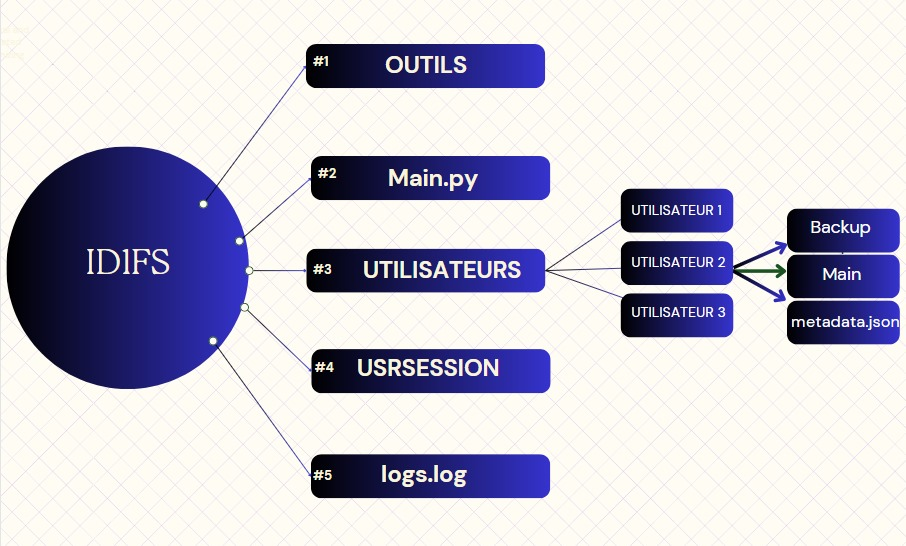 ID1FS
#1 OUTILS
#2 Main.py
#3 UTILISATEURS
UTILISATEUR 1
UTILISATEUR 2
UTILISATEUR 3
Backup
Main
metadata.json
#4 USRSESSION
#5 logs.log